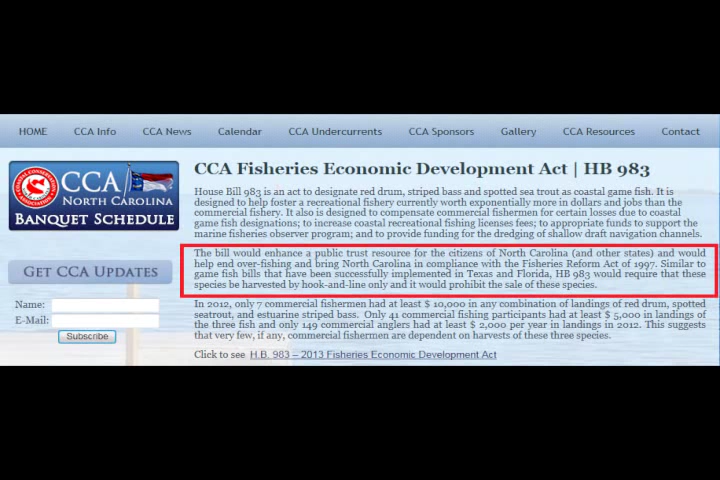 HOME CCA Info CCA News Calendar CCA Undercurrents CCA Sponsors Gallery CCA Resources Contact
CCA
NORTH CAROLINA
BANQUET SCHEDULE
GET CCA UPDATES
Name:
E-Mail:
Subscribe
CCA Fisheries Economic Development Act | HB 983
House Bill 983 is an act to designate red drum, striped bass and spotted sea trout as coastal game fish. It is
designed to help foster a recreational fishery currently worth exponentially more in dollars and jobs than the
commercial fishery. It also is designed to compensate commercial fishermen for certain losses due to coastal
game fish designations; to increase coastal recreational fishing licenses fees; to appropriate funds to support the
marine fisheries observer program; and to provide funding for the dredging of shallow draft navigation channels.
The bill would enhance a public trust resource for the citizens of North Carolina (and other states) and would
help end over-fishing and bring North Carolina in compliance with the Fisheries Reform Act of 1997. Similar to
game fish bills that have been successfully implemented in Texas and Florida, HB 983 would require that these
species be harvested by hook-and-line only and it would prohibit the sale of these species.
In 2012, only 7 commercial fishermen had at least $ 10,000 in any combination of landings of red drum, spotted
seatrout, and estuarine striped bass. Only 41 commercial fishing participants had at least $ 5,000 in landings of
the three fish and only 149 commercial anglers had at least $ 2,000 per year in landings in 2012. This suggests
that very few, if any, commercial fishermen are dependent on harvests of these three species.
Click to see H.B. 983 – 2013 Fisheries Economic Development Act